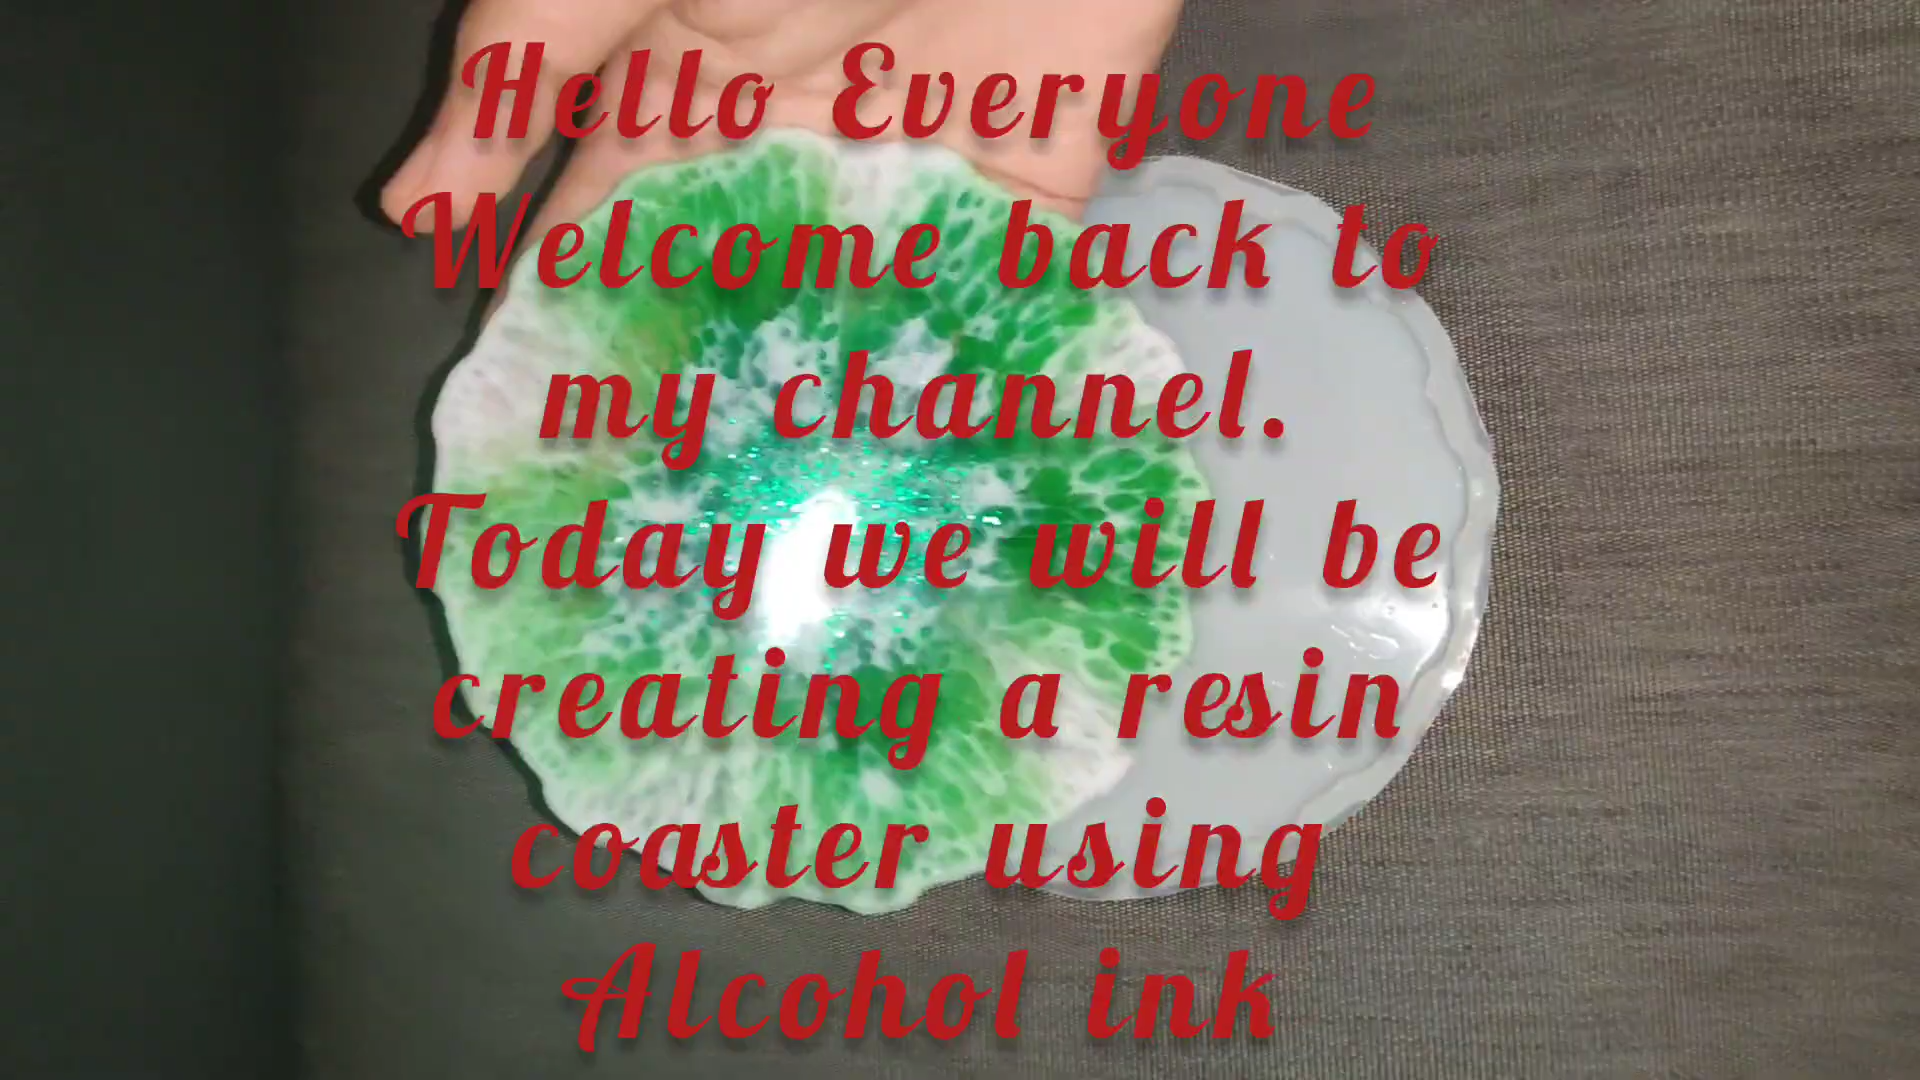 Hello Everyone
Welcome back to
my channel.
Today we will be
creating a resin
coaster using
Alcohol ink